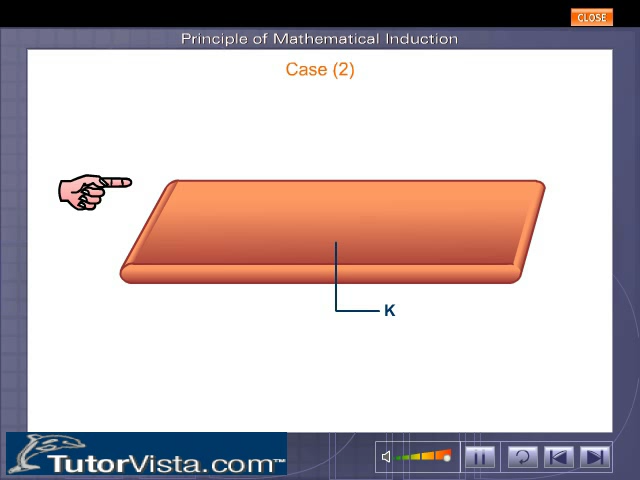 CLOSE
Principle of Mathematical Induction
Case (2)
K
TutorVista.com™